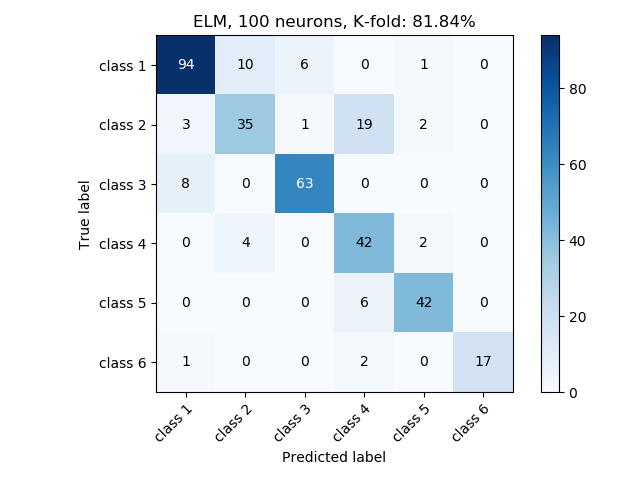 ELM, 100 neurons, K-fold: 81.84%
class 1 94 10 6 0 1 0
class 2 3 35 1 19 2 0
class 3 8 0 63 0 0 0
class 4 0 4 0 42 2 0
class 5 0 0 0 6 42 0
class 6 1 0 0 2 0 17
True label
class 1 class 2 class 3 class 4 class 5 class 6
Predicted label
80
60
40
20
0